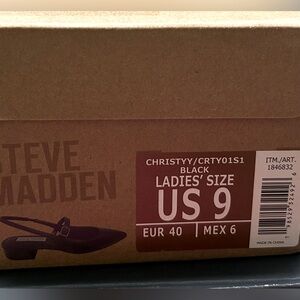 STEVE
MADDEN
CHRISTYY/CRTY01S1
BLACK
LADIES' SIZE
US 9
EUR 40 | MEX 6
ITM./ART.
1846832
MADE IN CHINA